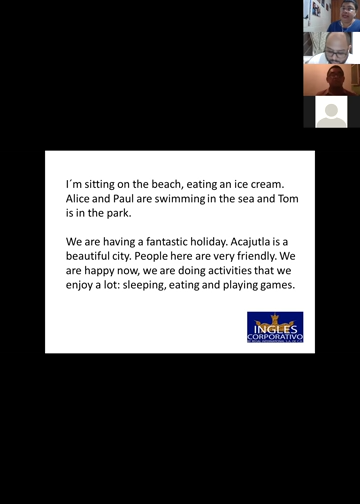 I´m sitting on the beach, eating an ice cream.
Alice and Paul are swimming in the sea and Tom
is in the park.
We are having a fantastic holiday. Acajutla is a
beautiful city. People here are very friendly. We
are happy now, we are doing activities that we
enjoy a lot: sleeping, eating and playing games.
INGLES
CORPORATIVO